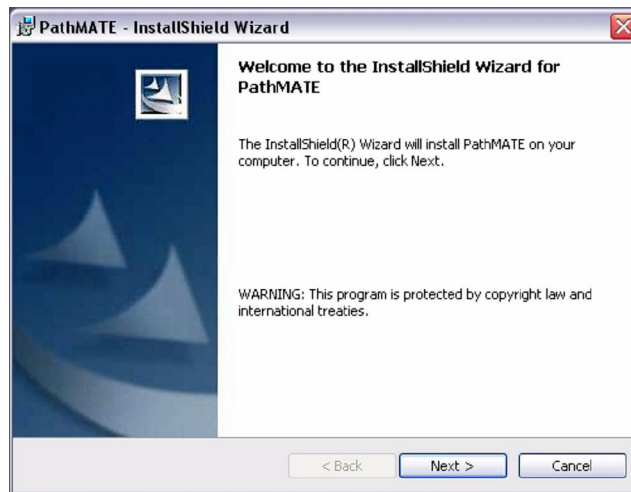 PathMATE - InstallShield Wizard
Welcome to the InstallShield Wizard for
PathMATE
The InstallShield(R) Wizard will install PathMATE on your
computer. To continue, click Next.
WARNING: This program is protected by copyright law and
international treaties.
< Back
Next >
Cancel